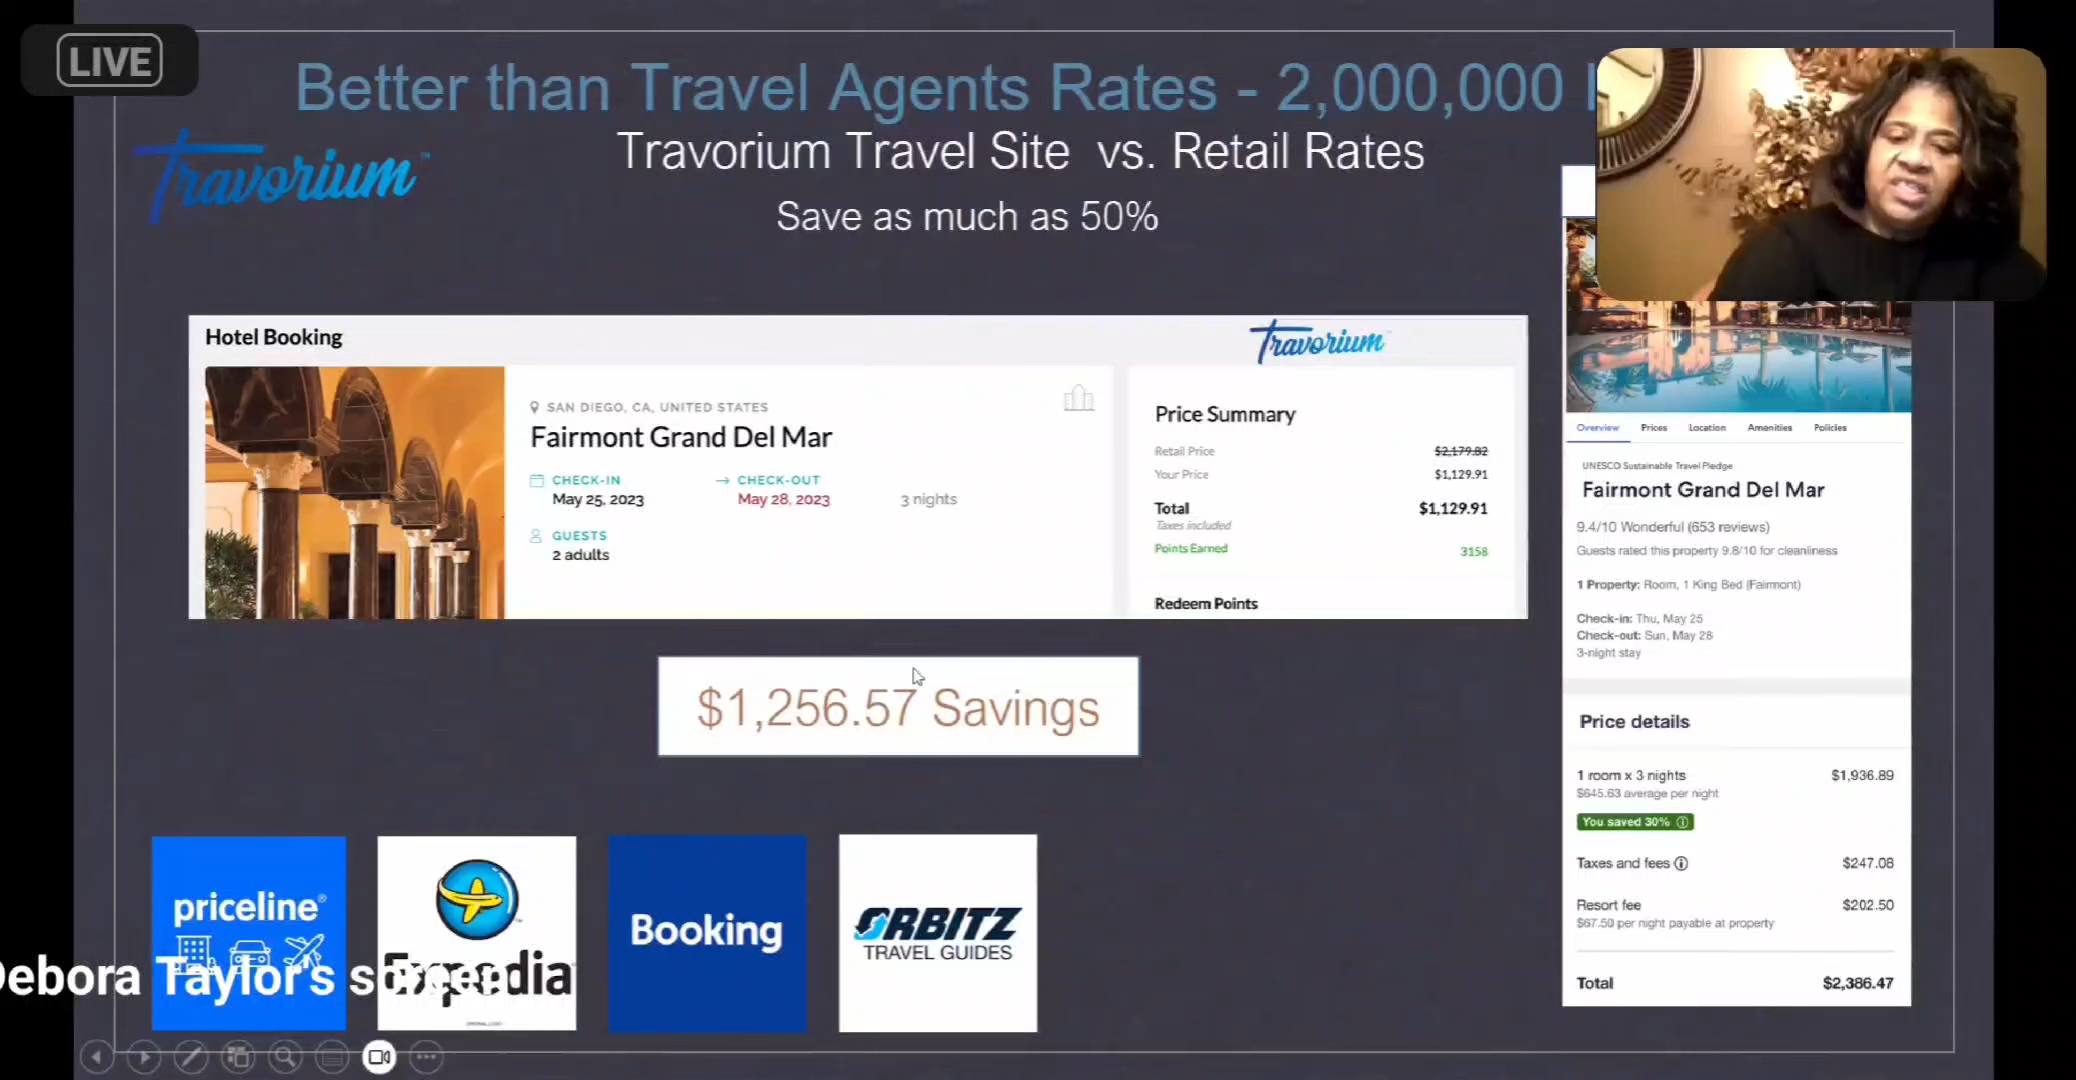 LIVE
Better than Travel Agents Rates - 2,000,000
Travorium™
Travorium Travel Site vs. Retail Rates
Save as much as 50%
Hotel Booking
Travorium
SAN DIEGO, CA, UNITED STATES
Fairmont Grand Del Mar
CHECK-IN
May 25, 2023
CHECK-OUT
May 28, 2023
3 nights
GUESTS
2 adults
Price Summary
Retail Price $2,179.82
Your Price $1,129.91
Total $1,129.91
Taxes included
Points Earned 3158
Redeem Points
$1,256.57 Savings
priceline®
Expedia
Booking
ORBITZ
TRAVEL GUIDES
Debora Taylor's screen
Overview Prices Location Amenities Policies
UNESCO Sustainable Travel Pledge
Fairmont Grand Del Mar
9.4/10 Wonderful (653 reviews)
Guests rated this property 9.8/10 for cleanliness
1 Property: Room, 1 King Bed (Fairmont)
Check-in: Thu, May 25
Check-out: Sun, May 28
3-night stay
Price details
1 room x 3 nights $1,936.89
$645.63 average per night
You saved 30%
Taxes and fees $247.08
Resort fee $202.50
$67.50 per night payable at property
Total $2,386.47